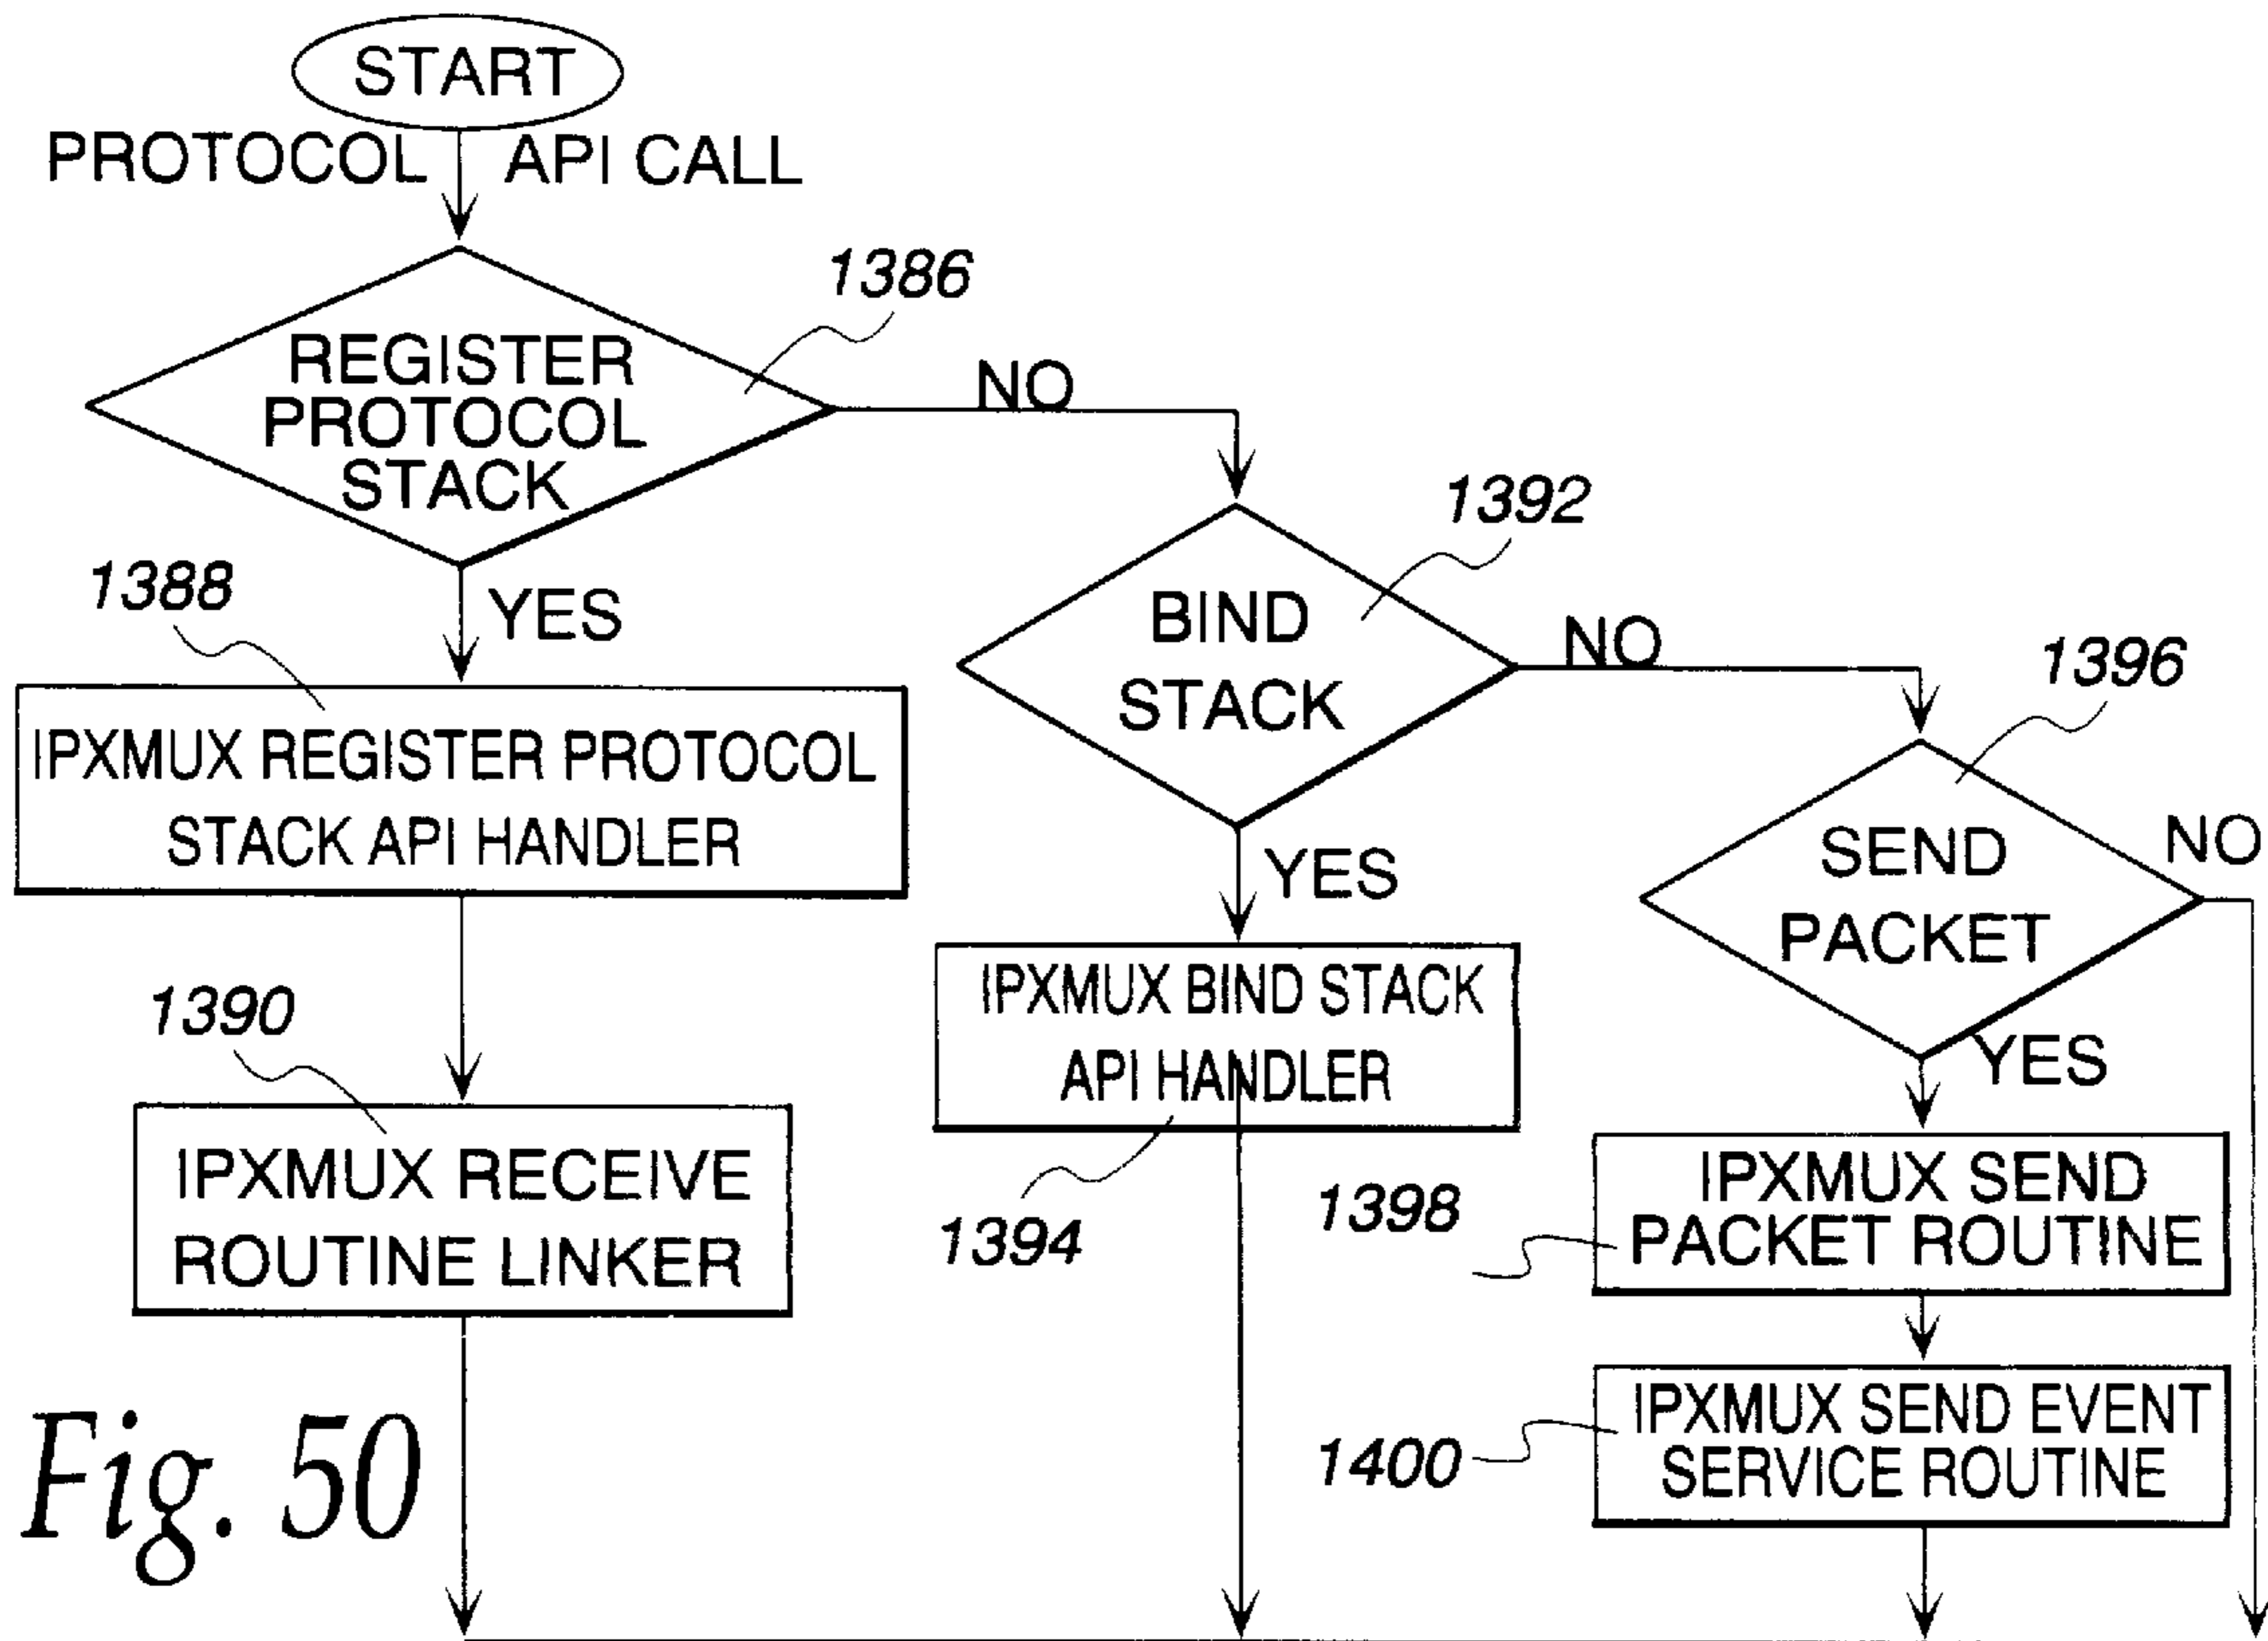 START
PROTOCOL API CALL
1386
REGISTER
PROTOCOL
STACK
NO
1388
YES
IPXMUX REGISTER PROTOCOL
STACK API HANDLER
1390
IPXMUX RECEIVE
ROUTINE LINKER
1392
BIND
STACK
NO
YES
IPXMUX BIND STACK
API HANDLER
1394
1396
SEND
PACKET
NO
YES
1398
IPXMUX SEND
PACKET ROUTINE
1400
IPXMUX SEND EVENT
SERVICE ROUTINE
Fig. 50